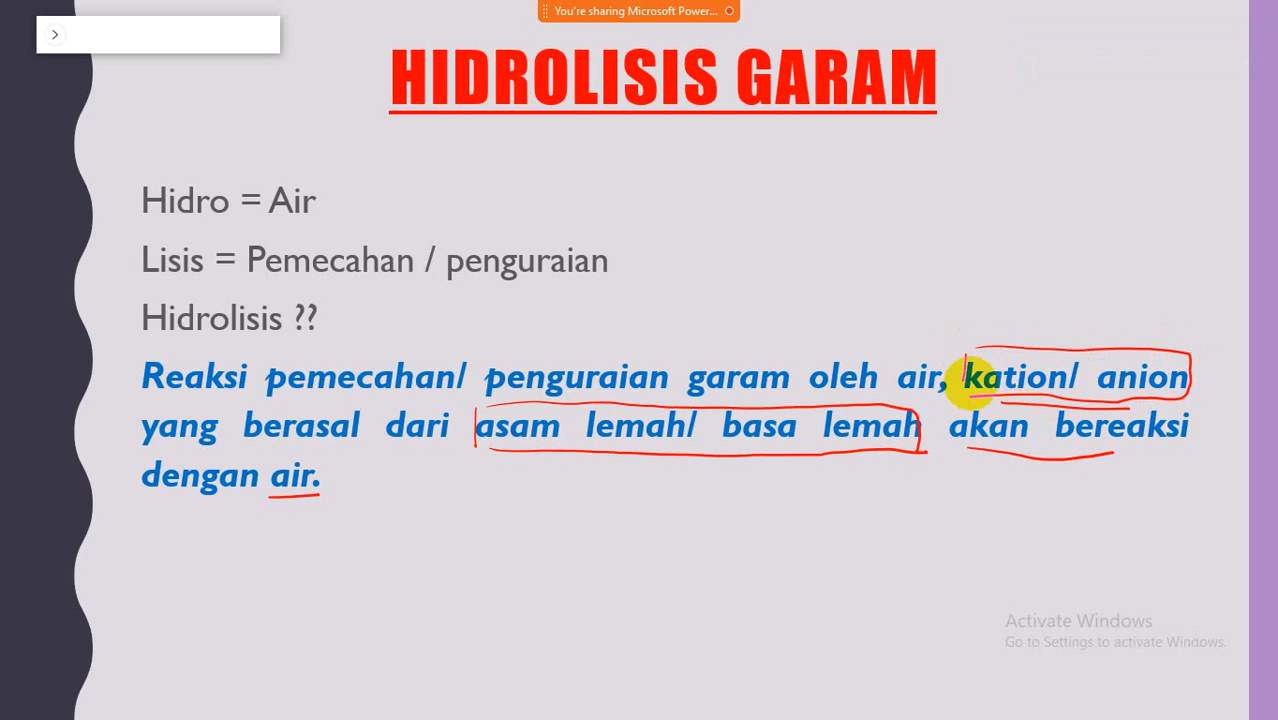 You're sharing Microsoft Power...
HIDROLISIS GARAM
Hidro = Air
Lisis = Pemecahan / penguraian
Hidrolisis ??
Reaksi pemecahan/ penguraian garam oleh air, kation/ anion
yang berasal dari asam lemah/ basa lemah akan bereaksi
dengan air.
Activate Windows
Go to Settings to activate Windows.